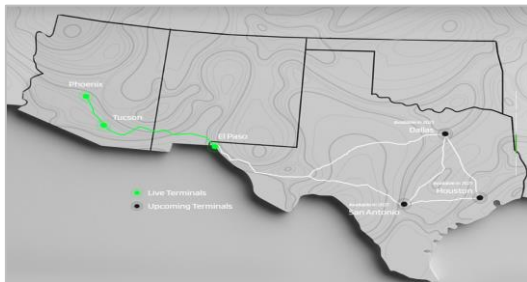 Phoenix
Tucson
El Paso
Dallas
Houston
San Antonio
Live Terminals
Upcoming Terminals